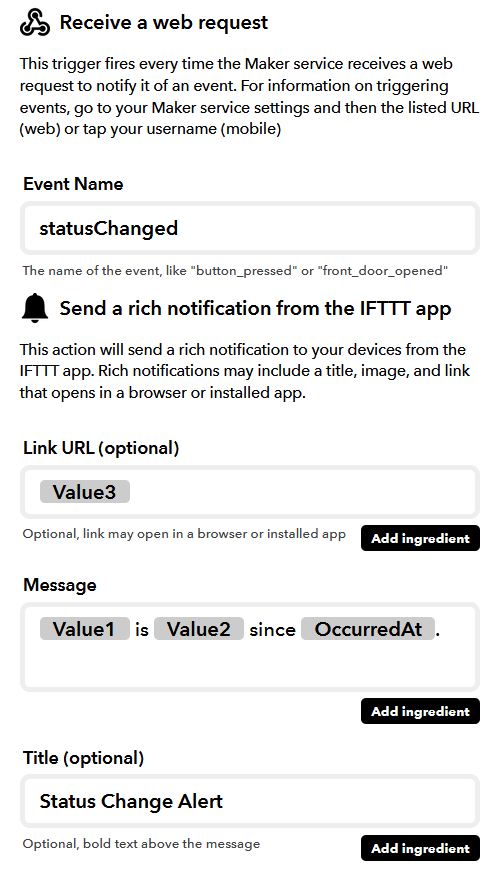 Receive a web request
This trigger fires every time the Maker service receives a web
request to notify it of an event. For information on triggering
events, go to your Maker service settings and then the listed URL
(web) or tap your username (mobile)
Event Name
statusChanged
The name of the event, like "button_pressed" or "front_door_opened"
Send a rich notification from the IFTTT app
This action will send a rich notification to your devices from the
IFTTT app. Rich notifications may include a title, image, and link
that opens in a browser or installed app.
Link URL (optional)
Value3
Optional, link may open in a browser or installed app
Add ingredient
Message
Value1 is Value2 since OccurredAt.
Add ingredient
Title (optional)
Status Change Alert
Optional, bold text above the message
Add ingredient